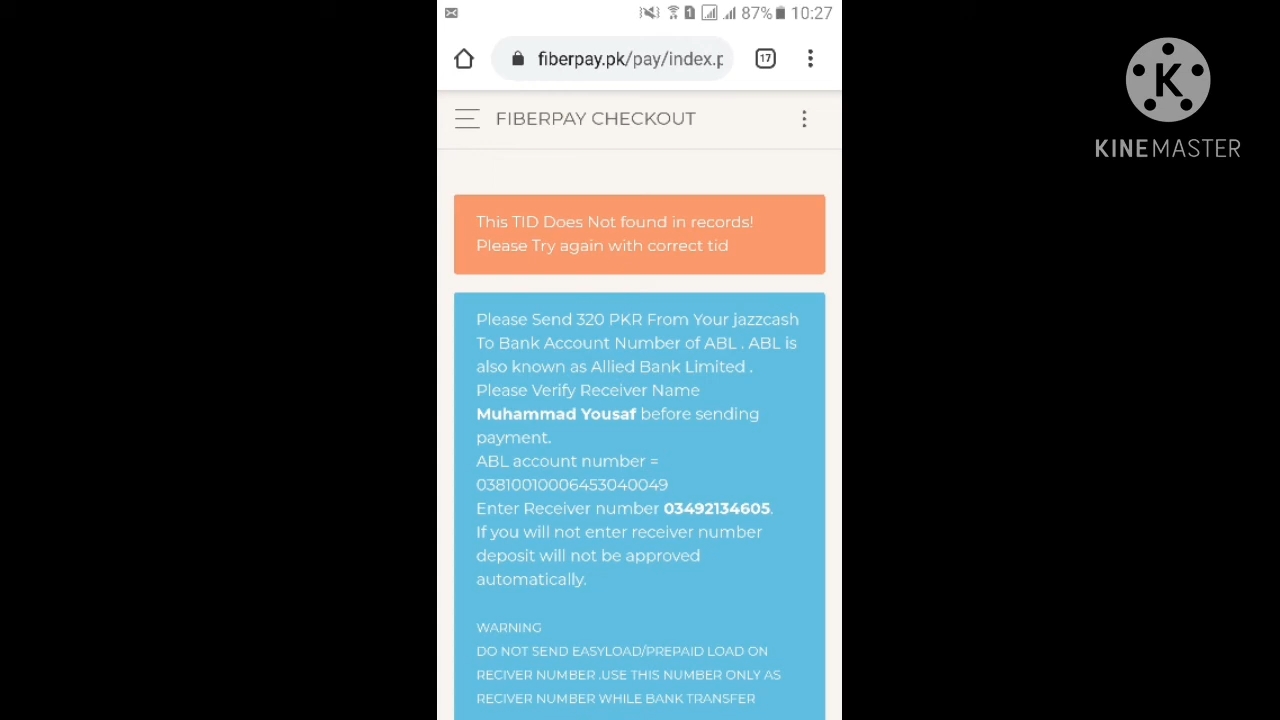 87% 10:27
fiberpay.pk/pay/index.p
17
FIBERPAY CHECKOUT
This TID Does Not found in records!
Please Try again with correct tid
Please Send 320 PKR From Your jazzcash
To Bank Account Number of ABL . ABL is
also known as Allied Bank Limited .
Please Verify Receiver Name
Muhammad Yousaf before sending
payment.
ABL account number =
03810010006453040049
Enter Receiver number 03492134605.
If you will not enter receiver number
deposit will not be approved
automatically.
WARNING
DO NOT SEND EASYLOAD/PREPAID LOAD ON
RECIVER NUMBER .USE THIS NUMBER ONLY AS
RECIVER NUMBER WHILE BANK TRANSFER
K
KINEMASTER